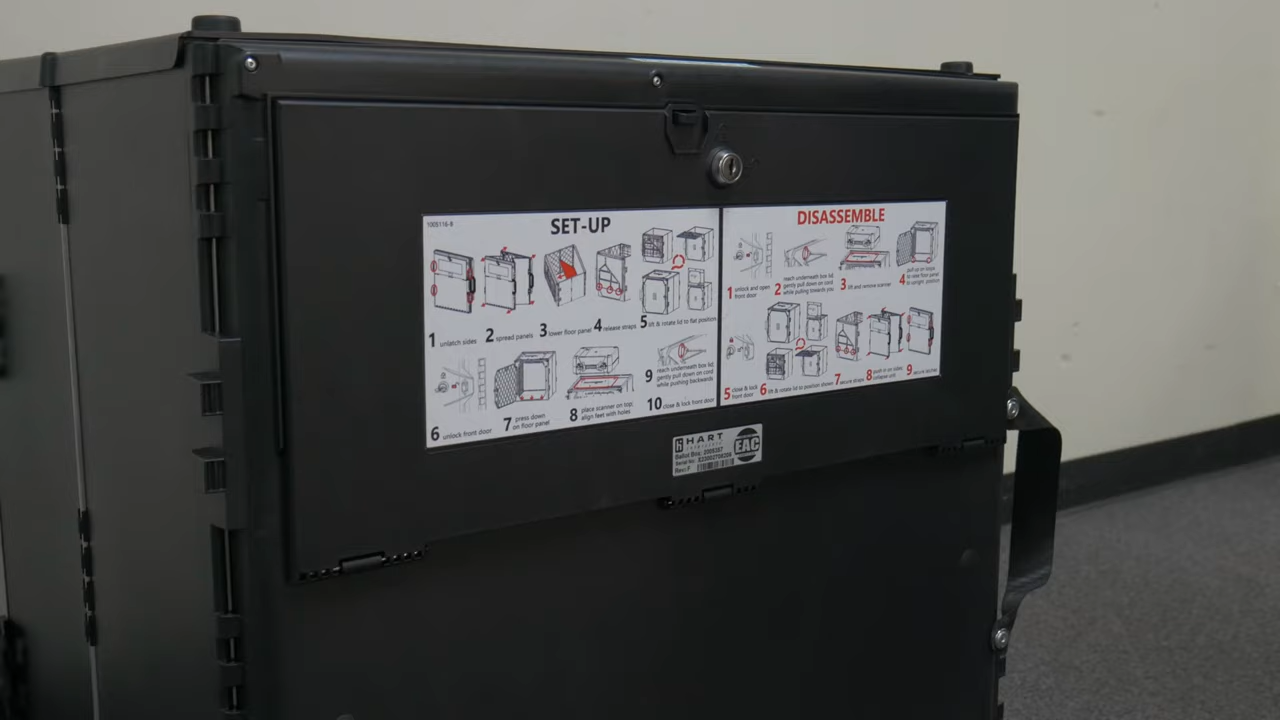 1005116-B
SET-UP
1 unlatch sides
2 spread panels
3 lower floor panel
4 release straps
5 lift & rotate lid to flat position
6 unlock front door
7 press down
on floor panel
8 place scanner on top,
align feet with holes
9 reach underneath box lid,
gently pull down on cord
while pushing backwards
10 close & lock front door
DISASSEMBLE
1 unlock and open
front door
2 reach underneath box lid,
gently pull down on cord
while pulling towards you
3 lift and remove scanner
4 pull up on straps
to raise floor panel
to upright position
5 close & lock
front door
6 lift & rotate lid to position shown
7 secure straps
8 push in on sides,
collapse unit
9 secure latches
HART
EAC
Ballot Box:
Serial No:
Rev: F